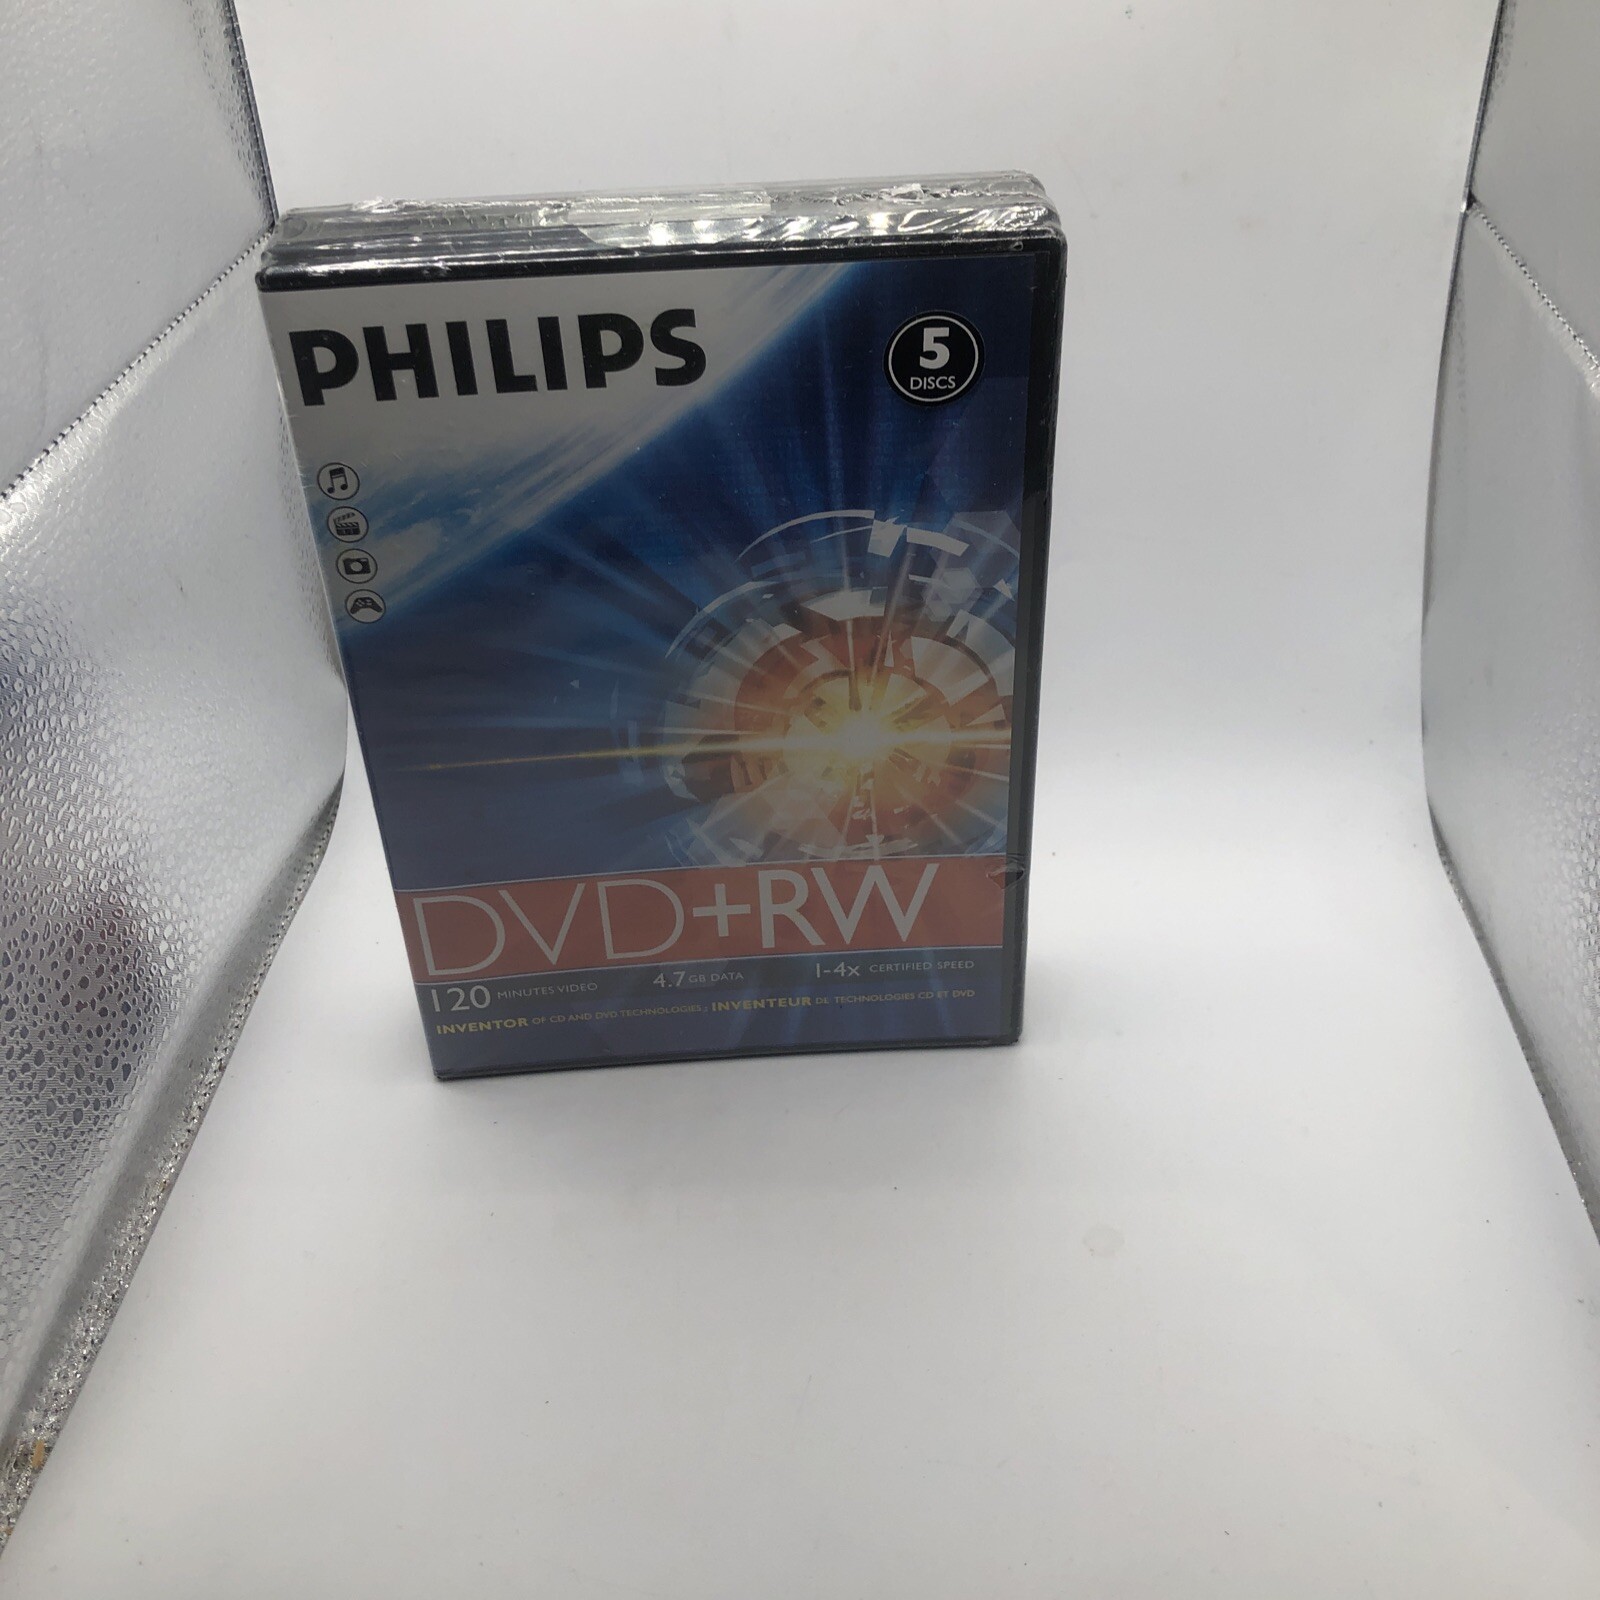 PHILIPS
5
DISCS
DVD+RW
120 MINUTES VIDEO 4.7 GB DATA 1-4x CERTIFIED SPEED
INVENTOR OF CD AND DVD TECHNOLOGIES; INVENTEUR DE TECHNOLOGIES CD ET DVD